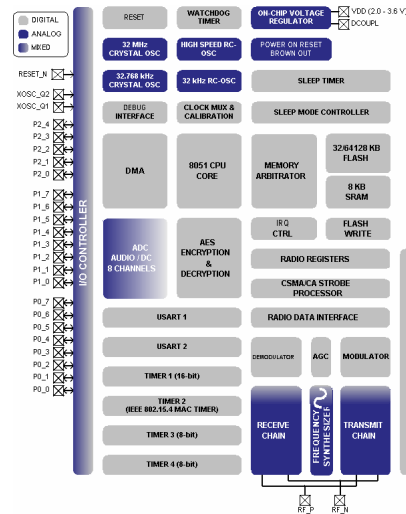 DIGITAL
ANALOG
MIXED
RESET
WATCHDOG
TIMER
ON-CHIP VOLTAGE
REGULATOR
VDD (2.0 - 3.6 V)
DCOUPL
32 MHz
CRYSTAL OSC
HIGH SPEED RC-
OSC
POWER ON RESET
BROWN OUT
RESET_N
XOSC_Q2
XOSC_Q1
32.768 kHz
CRYSTAL OSC
32 kHz RC-OSC
SLEEP TIMER
DEBUG
INTERFACE
CLOCK MUX &
CALIBRATION
SLEEP MODE CONTROLLER
P2_4
P2_3
P2_2
P2_1
P2_0
P1_7
P1_6
P1_5
P1_4
P1_3
P1_2
P1_1
P1_0
P0_7
P0_6
P0_5
P0_4
P0_3
P0_2
P0_1
P0_0
I/O CONTROLLER
DMA
8051 CPU
CORE
MEMORY
ARBITRATOR
32/64128 KB
FLASH
8 KB
SRAM
ADC
AUDIO / DC
8 CHANNELS
AES
ENCRYPTION
&
DECRYPTION
IRQ
CTRL
FLASH
WRITE
RADIO REGISTERS
CSMA/CA STROBE
PROCESSOR
USART 1
RADIO DATA INTERFACE
USART 2
TIMER 1 (16-bit)
TIMER 2
(IEEE 802.15.4 MAC TIMER)
TIMER 3 (8-bit)
TIMER 4 (8-bit)
DEMODULATOR
AGC
MODULATOR
RECEIVE
CHAIN
FREQUENCY
SYNTHESIZER
TRANSMIT
CHAIN
RF_P
RF_N